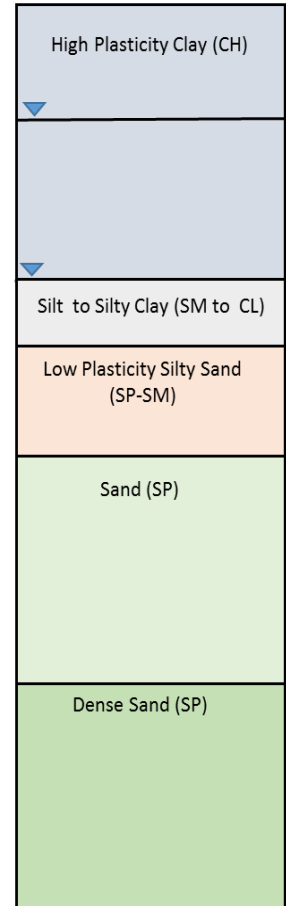 High Plasticity Clay (CH)
Silt to Silty Clay (SM to CL)
Low Plasticity Silty Sand
(SP-SM)
Sand (SP)
Dense Sand (SP)